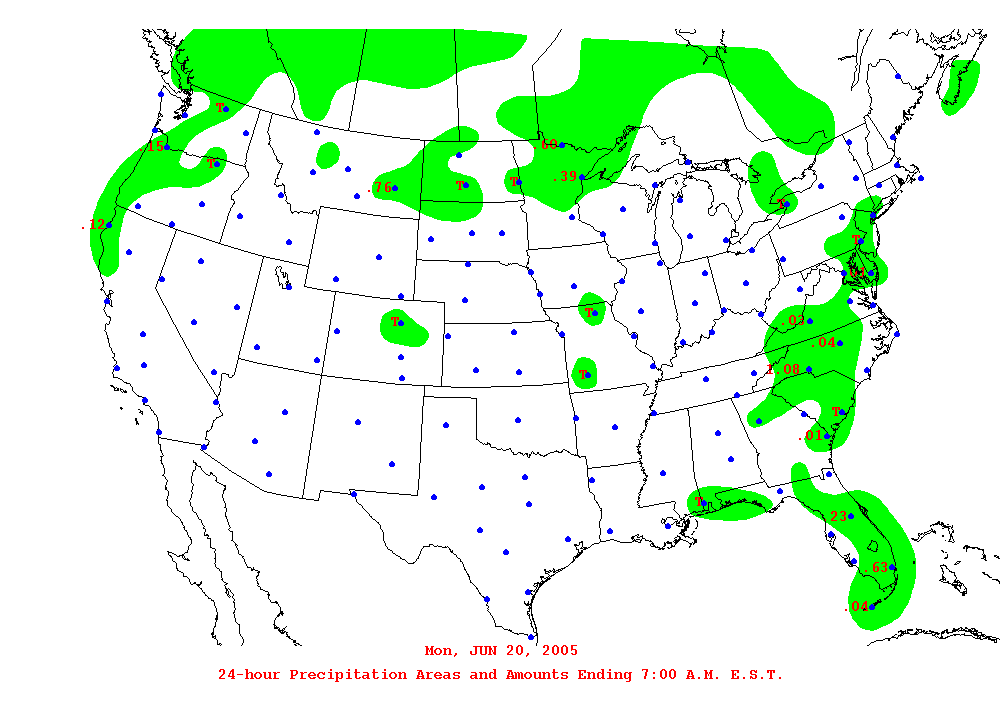 T
.15
T
.60
.39
.76
T
T
T
.12
T
.01
T
T
.03
.04
1.08
T
T
.01
T
.23
.63
.04
Mon, JUN 20, 2005
24-hour Precipitation Areas and Amounts Ending 7:00 A.M. E.S.T.